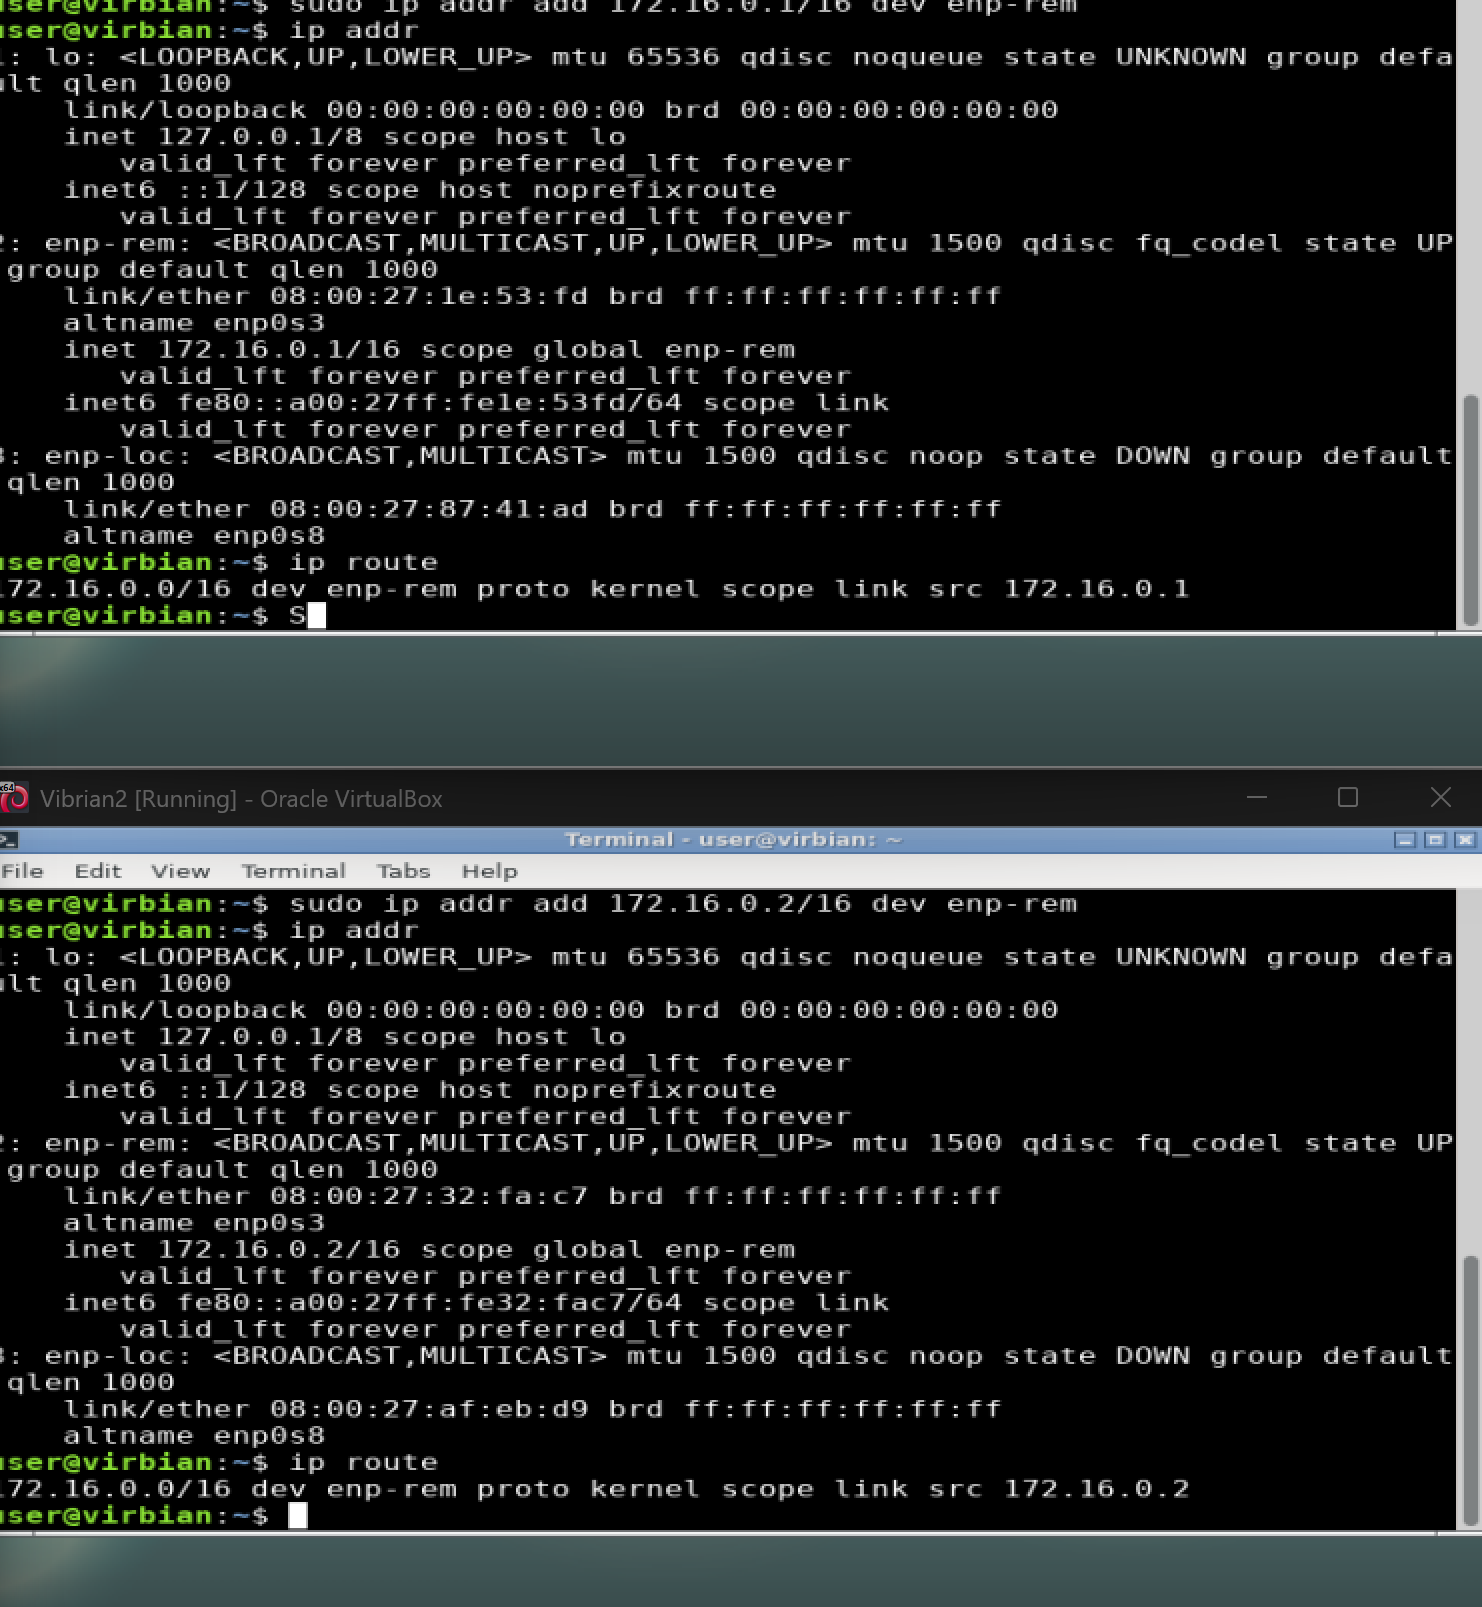 user@virbian:~$ sudo ip addr add 172.16.0.1/16 dev enp-rem
user@virbian:~$ ip addr
1: lo: <LOOPBACK,UP,LOWER_UP> mtu 65536 qdisc noqueue state UNKNOWN group defa
ult qlen 1000
    link/loopback 00:00:00:00:00:00 brd 00:00:00:00:00:00
    inet 127.0.0.1/8 scope host lo
       valid_lft forever preferred_lft forever
    inet6 ::1/128 scope host noprefixroute
       valid_lft forever preferred_lft forever
2: enp-rem: <BROADCAST,MULTICAST,UP,LOWER_UP> mtu 1500 qdisc fq_codel state UP
 group default qlen 1000
    link/ether 08:00:27:1e:53:fd brd ff:ff:ff:ff:ff:ff
    altname enp0s3
    inet 172.16.0.1/16 scope global enp-rem
       valid_lft forever preferred_lft forever
    inet6 fe80::a00:27ff:fe1e:53fd/64 scope link
       valid_lft forever preferred_lft forever
3: enp-loc: <BROADCAST,MULTICAST> mtu 1500 qdisc noop state DOWN group default
 qlen 1000
    link/ether 08:00:27:87:41:ad brd ff:ff:ff:ff:ff:ff
    altname enp0s8
user@virbian:~$ ip route
172.16.0.0/16 dev enp-rem proto kernel scope link src 172.16.0.1
user@virbian:~$ S
x64
Vibrian2 [Running] - Oracle VirtualBox
Terminal - user@virbian: ~
File Edit View Terminal Tabs Help
user@virbian:~$ sudo ip addr add 172.16.0.2/16 dev enp-rem
user@virbian:~$ ip addr
1: lo: <LOOPBACK,UP,LOWER_UP> mtu 65536 qdisc noqueue state UNKNOWN group defa
ult qlen 1000
    link/loopback 00:00:00:00:00:00 brd 00:00:00:00:00:00
    inet 127.0.0.1/8 scope host lo
       valid_lft forever preferred_lft forever
    inet6 ::1/128 scope host noprefixroute
       valid_lft forever preferred_lft forever
2: enp-rem: <BROADCAST,MULTICAST,UP,LOWER_UP> mtu 1500 qdisc fq_codel state UP
 group default qlen 1000
    link/ether 08:00:27:32:fa:c7 brd ff:ff:ff:ff:ff:ff
    altname enp0s3
    inet 172.16.0.2/16 scope global enp-rem
       valid_lft forever preferred_lft forever
    inet6 fe80::a00:27ff:fe32:fac7/64 scope link
       valid_lft forever preferred_lft forever
3: enp-loc: <BROADCAST,MULTICAST> mtu 1500 qdisc noop state DOWN group default
 qlen 1000
    link/ether 08:00:27:af:eb:d9 brd ff:ff:ff:ff:ff:ff
    altname enp0s8
user@virbian:~$ ip route
172.16.0.0/16 dev enp-rem proto kernel scope link src 172.16.0.2
user@virbian:~$